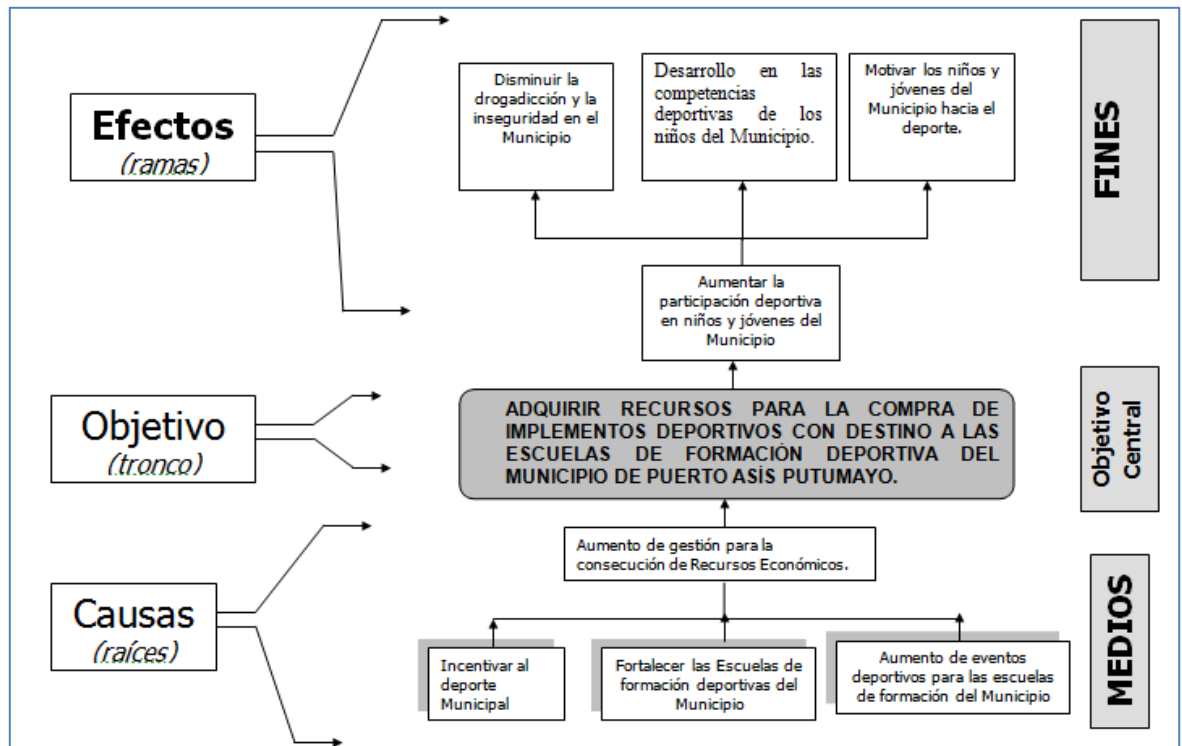 Efectos
(ramas)
Disminuir la
drogadicción y la
inseguridad en el
Municipio
Desarrollo en las
competencias
deportivas de los
niños del Municipio.
Motivar los niños y
jóvenes del
Municipio hacia el
deporte.
FINES
Aumentar la
participación deportiva
en niños y jóvenes del
Municipio
Objetivo
(tronco)
ADQUIRIR RECURSOS PARA LA COMPRA DE
IMPLEMENTOS DEPORTIVOS CON DESTINO A LAS
ESCUELAS DE FORMACIÓN DEPORTIVA DEL
MUNICIPIO DE PUERTO ASÍS PUTUMAYO.
Objetivo
Central
Aumento de gestión para la
consecución de Recursos Económicos.
Causas
(raíces)
Incentivar al
deporte
Municipal
Fortalecer las Escuelas de
formación deportivas del
Municipio
Aumento de eventos
deportivos para las escuelas
de formación del Municipio
MEDIOS